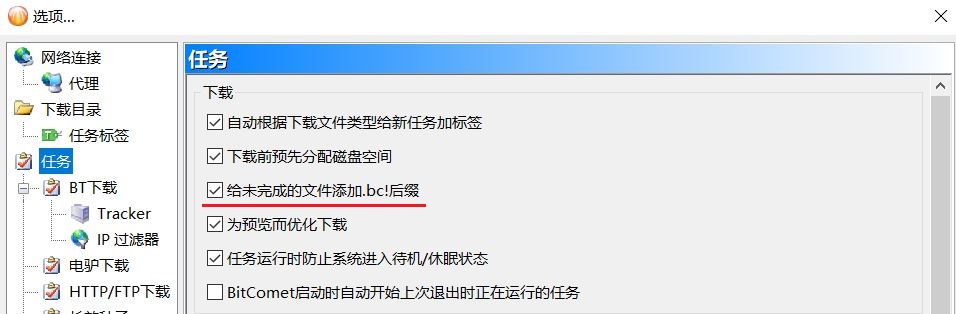 选项...
网络连接
代理
下载目录
任务标签
任务
BT下载
Tracker
IP 过滤器
电驴下载
HTTP/FTP下载
任务
下载
自动根据下载文件类型给新任务加标签
下载前预先分配磁盘空间
给未完成的文件添加.bc!后缀
为预览而优化下载
任务运行时防止系统进入待机/休眠状态
BitComet启动时自动开始上次退出时正在运行的任务